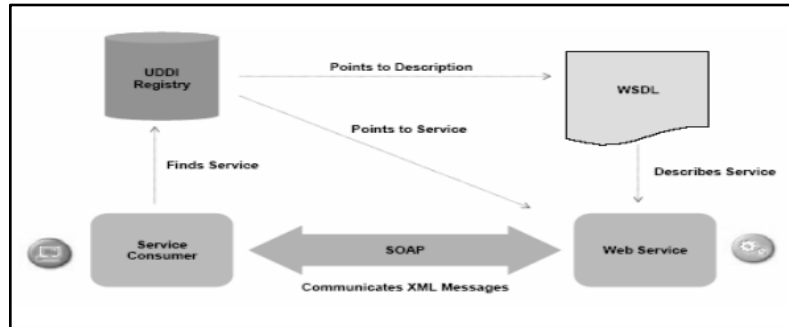 UDDI
Registry
Points to Description
WSDL
Points to Service
Finds Service
Describes Service
Service
Consumer
SOAP
Web Service
Communicates XML Messages